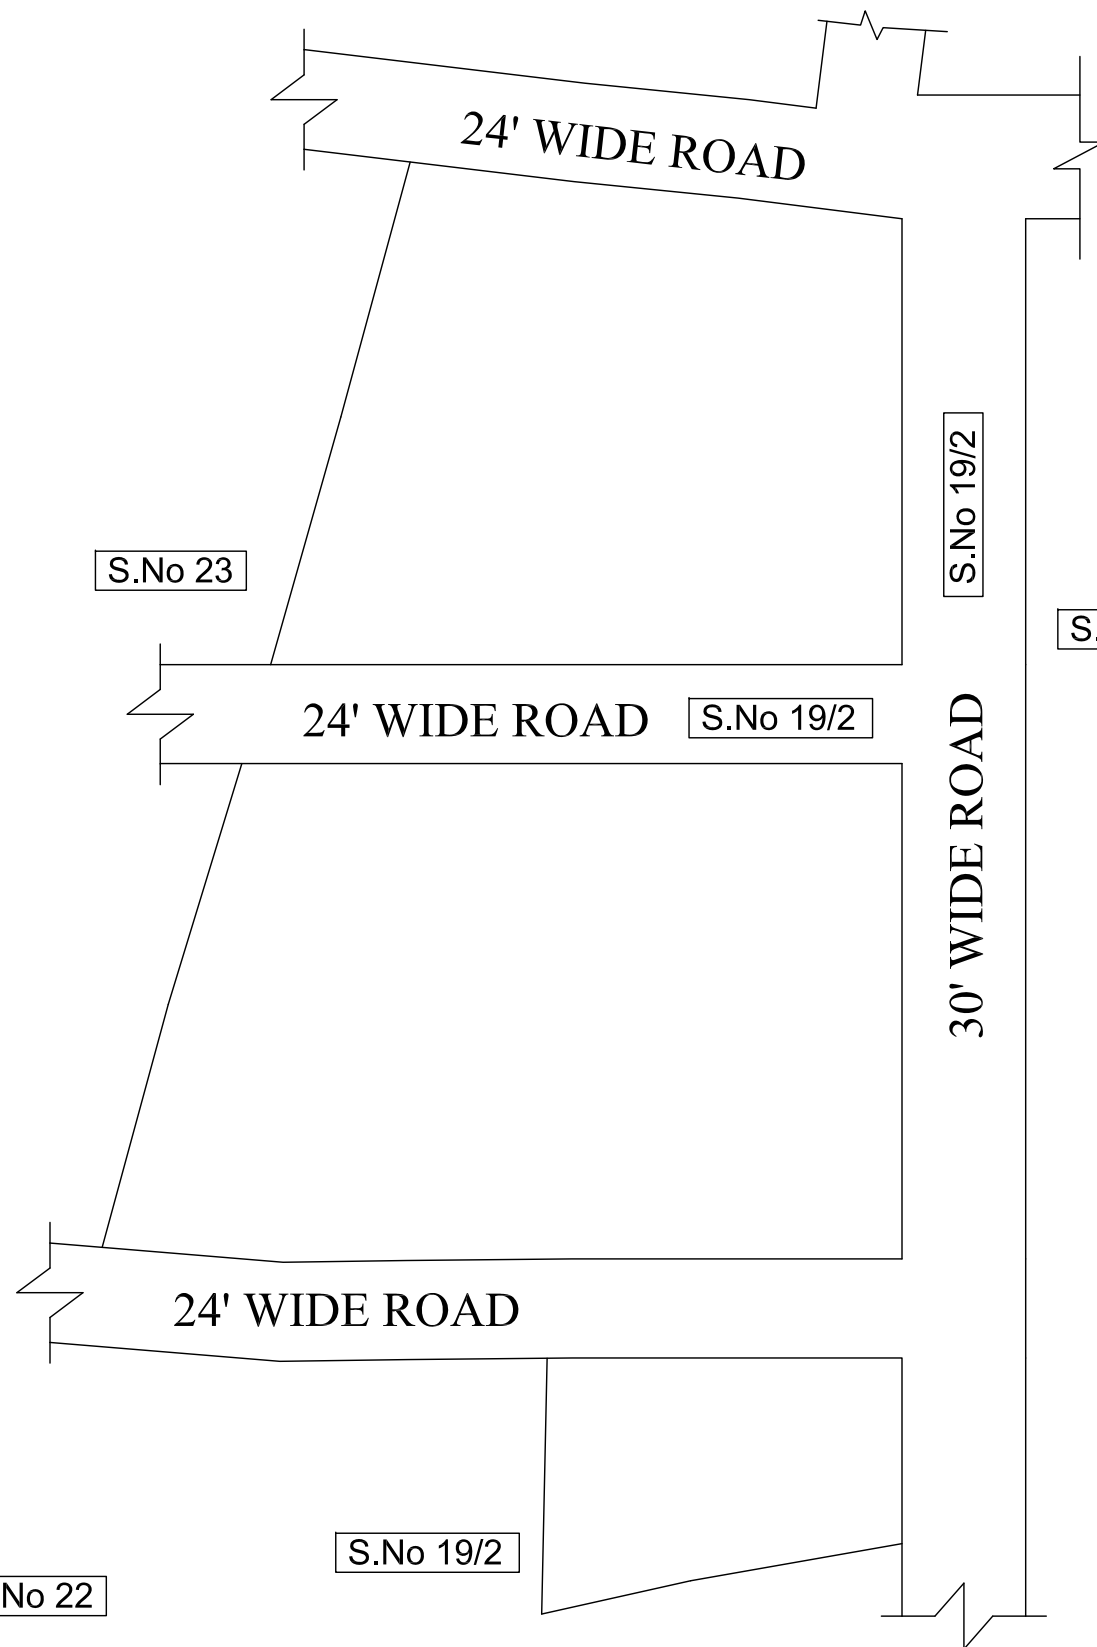 24' WIDE ROAD
S.No 19/2
S.No 23
S.
24' WIDE ROAD
S.No 19/2
30' WIDE ROAD
24' WIDE ROAD
S.No 19/2
No 22